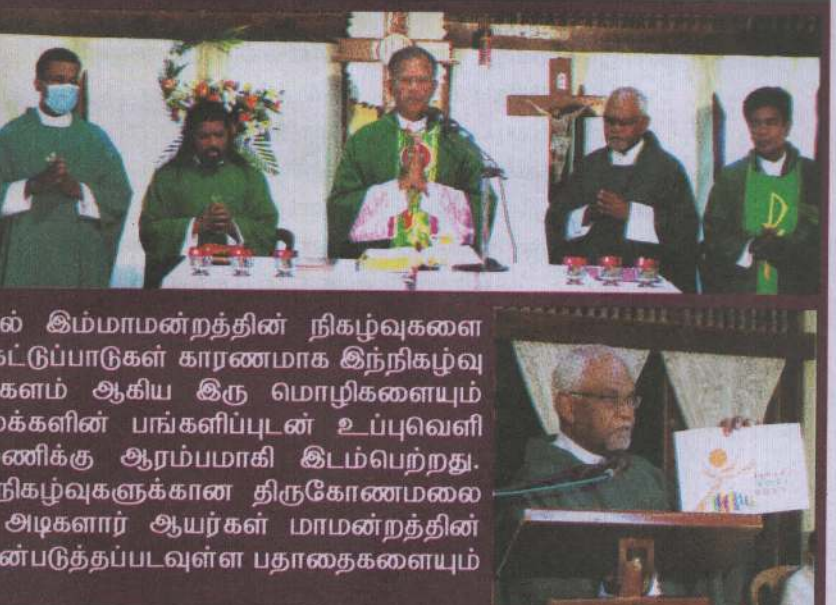 ல் இம்மாமன்றத்தின் நிகழ்வுகளை
கட்டுப்பாடுகள் காரணமாக இந்நிகழ்வு
களம் ஆகிய இரு மொழிகளையும்
மக்களின் பங்களிப்புடன் உப்புவெளி
ணிக்கு ஆரம்பமாகி இடம்பெற்றது.
நிகழ்வுகளுக்கான திருகோணமலை
அடிகளார் ஆயர்கள் மாமன்றத்தின்
ன்படுத்தப்படவுள்ள பதாதைகளையும்